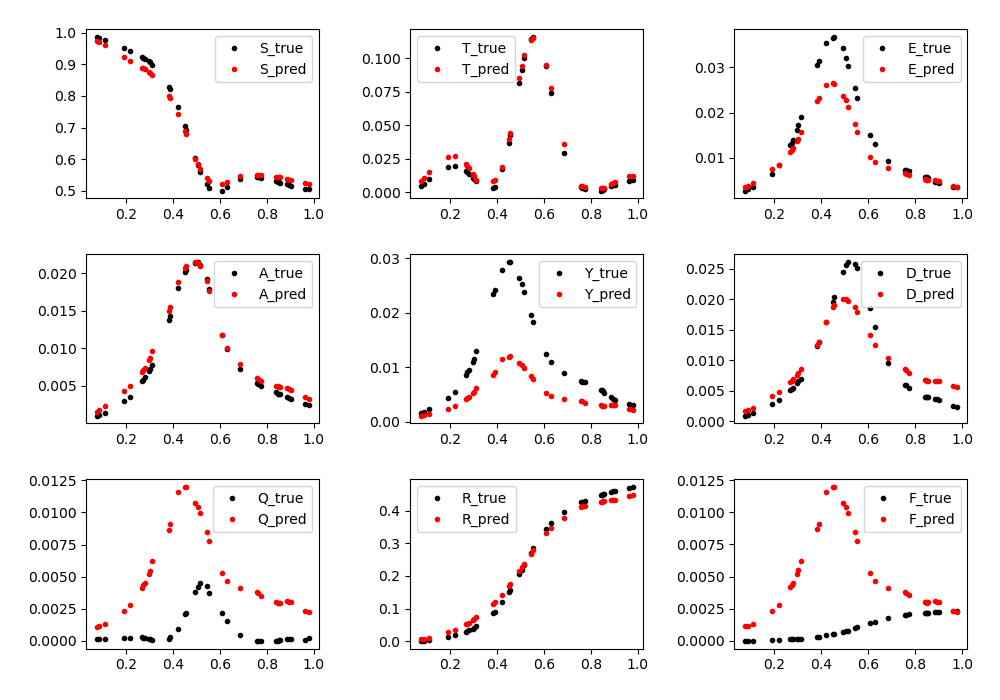 1.0
0.9
0.8
0.7
0.6
0.5
S_true
S_pred
0.2 0.4 0.6 0.8 1.0
0.100
0.075
0.050
0.025
0.000
T_true
T_pred
0.2 0.4 0.6 0.8 1.0
0.03
0.02
0.01
E_true
E_pred
0.2 0.4 0.6 0.8 1.0
0.020
0.015
0.010
0.005
A_true
A_pred
0.2 0.4 0.6 0.8 1.0
0.03
0.02
0.01
0.00
Y_true
Y_pred
0.2 0.4 0.6 0.8 1.0
0.025
0.020
0.015
0.010
0.005
0.000
D_true
D_pred
0.2 0.4 0.6 0.8 1.0
0.0125
0.0100
0.0075
0.0050
0.0025
0.0000
Q_true
Q_pred
0.2 0.4 0.6 0.8 1.0
0.4
0.3
0.2
0.1
0.0
R_true
R_pred
0.2 0.4 0.6 0.8 1.0
0.0125
0.0100
0.0075
0.0050
0.0025
0.0000
F_true
F_pred
0.2 0.4 0.6 0.8 1.0